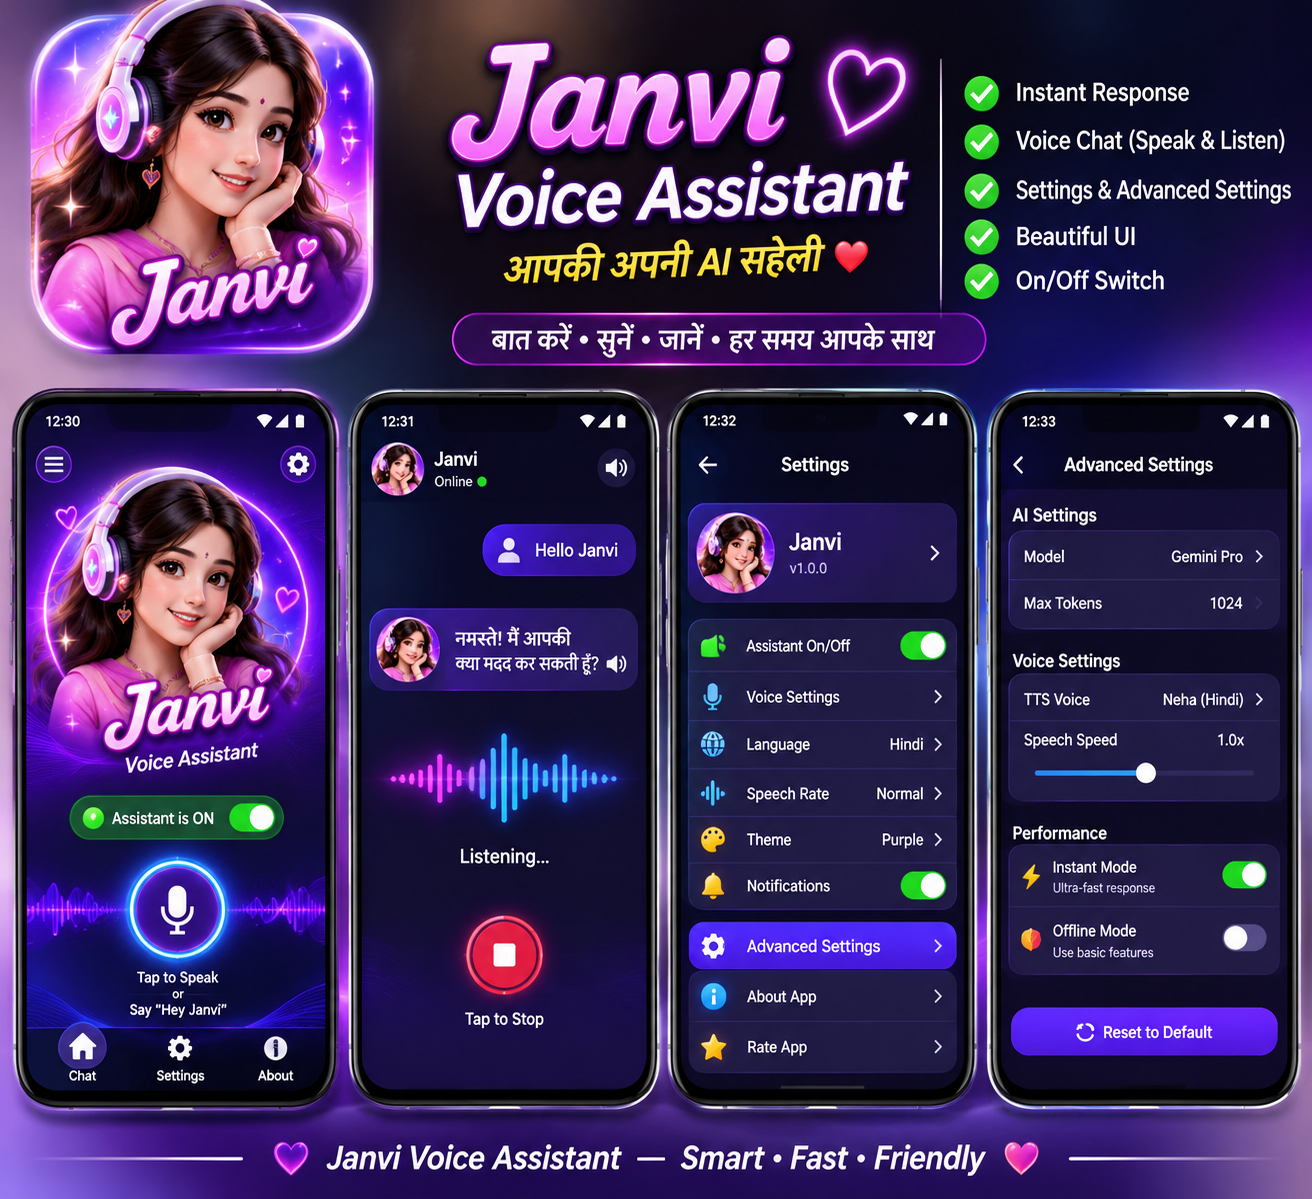 Janvi
Janvi
Voice Assistant
आपकी अपनी AI सहेली
बात करें • सुनें • जानें • हर समय आपके साथ
Instant Response
Voice Chat (Speak & Listen)
Settings & Advanced Settings
Beautiful UI
On/Off Switch
12:30
Janvi
Voice Assistant
Assistant is ON
Tap to Speak
or
Say “Hey Janvi”
Chat
Settings
About
12:31
Janvi
Online
Hello Janvi
नमस्ते! मैं आपकी
क्या मदद कर सकती हूँ?
Listening...
Tap to Stop
12:32
Settings
Janvi
v1.0.0
Assistant On/Off
Voice Settings
Language Hindi
Speech Rate Normal
Theme Purple
Notifications
Advanced Settings
About App
Rate App
12:33
Advanced Settings
AI Settings
Model Gemini Pro
Max Tokens 1024
Voice Settings
TTS Voice Neha (Hindi)
Speech Speed 1.0x
Performance
Instant Mode
Ultra-fast response
Offline Mode
Use basic features
Reset to Default
Janvi Voice Assistant — Smart • Fast • Friendly